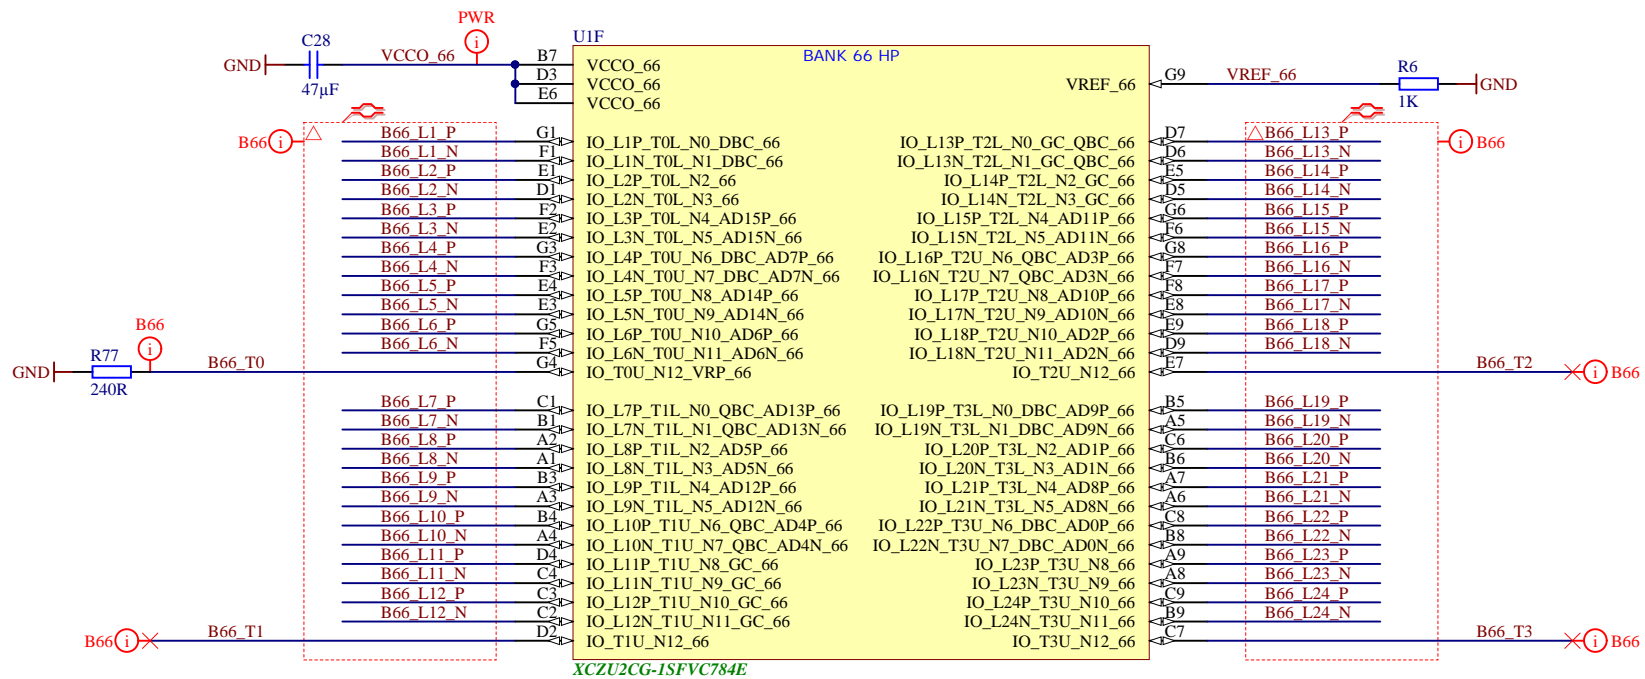 PWR
U1F
C28
GND
47µF
VCCO_66
B7
D3
E6
BANK 66 HP
VCCO_66
VCCO_66
VCCO_66
VREF_66
G9
VREF_66
R6
1K
GND
B66
B66_L1_P G1 IO_L1P_T0L_N0_DBC_66
B66_L1_N F1 IO_L1N_T0L_N1_DBC_66
B66_L2_P E1 IO_L2P_T0L_N2_66
B66_L2_N D1 IO_L2N_T0L_N3_66
B66_L3_P F2 IO_L3P_T0L_N4_AD15P_66
B66_L3_N E2 IO_L3N_T0L_N5_AD15N_66
B66_L4_P G3 IO_L4P_T0U_N6_DBC_AD7P_66
B66_L4_N F3 IO_L4N_T0U_N7_DBC_AD7N_66
B66_L5_P E4 IO_L5P_T0U_N8_AD14P_66
B66_L5_N E3 IO_L5N_T0U_N9_AD14N_66
B66_L6_P G5 IO_L6P_T0U_N10_AD6P_66
B66_L6_N F5 IO_L6N_T0U_N11_AD6N_66
B66
GND
R77
240R
B66_T0 G4 IO_T0U_N12_VRP_66
B66_L7_P C1 IO_L7P_T1L_N0_QBC_AD13P_66
B66_L7_N B1 IO_L7N_T1L_N1_QBC_AD13N_66
B66_L8_P A2 IO_L8P_T1L_N2_AD5P_66
B66_L8_N A1 IO_L8N_T1L_N3_AD5N_66
B66_L9_P B3 IO_L9P_T1L_N4_AD12P_66
B66_L9_N A3 IO_L9N_T1L_N5_AD12N_66
B66_L10_P B4 IO_L10P_T1U_N6_QBC_AD4P_66
B66_L10_N A4 IO_L10N_T1U_N7_QBC_AD4N_66
B66_L11_P D4 IO_L11P_T1U_N8_GC_66
B66_L11_N C4 IO_L11N_T1U_N9_GC_66
B66_L12_P C3 IO_L12P_T1U_N10_GC_66
B66_L12_N C2 IO_L12N_T1U_N11_GC_66
B66 B66_T1 D2 IO_T1U_N12_66
IO_L13P_T2L_N0_GC_QBC_66 D7 B66_L13_P
B66
IO_L13N_T2L_N1_GC_QBC_66 D6 B66_L13_N
IO_L14P_T2L_N2_GC_66 E5 B66_L14_P
IO_L14N_T2L_N3_GC_66 D5 B66_L14_N
IO_L15P_T2L_N4_AD11P_66 G6 B66_L15_P
IO_L15N_T2L_N5_AD11N_66 F6 B66_L15_N
IO_L16P_T2U_N6_QBC_AD3P_66 G8 B66_L16_P
IO_L16N_T2U_N7_QBC_AD3N_66 F7 B66_L16_N
IO_L17P_T2U_N8_AD10P_66 F8 B66_L17_P
IO_L17N_T2U_N9_AD10N_66 E8 B66_L17_N
IO_L18P_T2U_N10_AD2P_66 E9 B66_L18_P
IO_L18N_T2U_N11_AD2N_66 D9 B66_L18_N
IO_T2U_N12_66 E7 B66_T2 B66
IO_L19P_T3L_N0_DBC_AD9P_66 B5 B66_L19_P
IO_L19N_T3L_N1_DBC_AD9N_66 A5 B66_L19_N
IO_L20P_T3L_N2_AD1P_66 C6 B66_L20_P
IO_L20N_T3L_N3_AD1N_66 B6 B66_L20_N
IO_L21P_T3L_N4_AD8P_66 A7 B66_L21_P
IO_L21N_T3L_N5_AD8N_66 A6 B66_L21_N
IO_L22P_T3U_N6_DBC_AD0P_66 C8 B66_L22_P
IO_L22N_T3U_N7_DBC_AD0N_66 B8 B66_L22_N
IO_L23P_T3U_N8_66 A9 B66_L23_P
IO_L23N_T3U_N9_66 A8 B66_L23_N
IO_L24P_T3U_N10_66 C9 B66_L24_P
IO_L24N_T3U_N11_66 B9 B66_L24_N
IO_T3U_N12_66 C7 B66_T3 B66
XCZU2CG-1SFVC784E